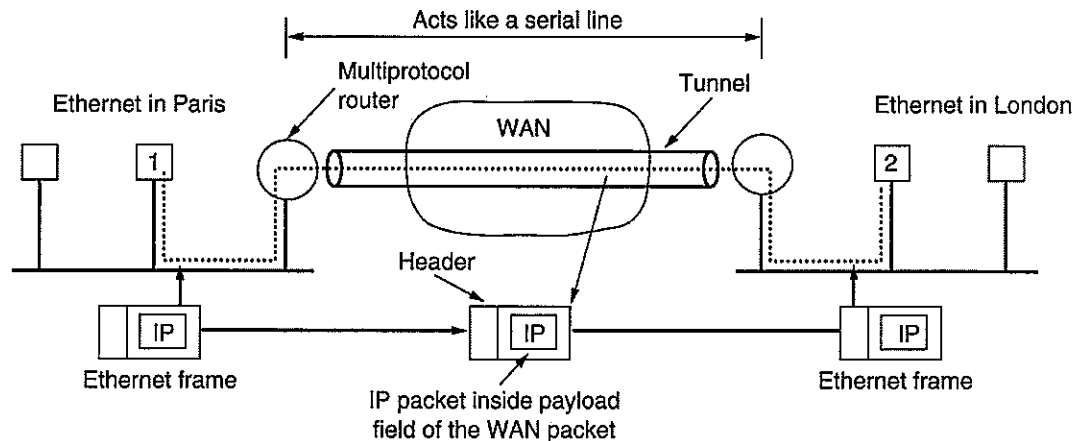 Acts like a serial line
Multiprotocol
router
Tunnel
Ethernet in Paris
Ethernet in London
WAN
1
2
Header
IP
IP
IP
Ethernet frame
Ethernet frame
IP packet inside payload
field of the WAN packet